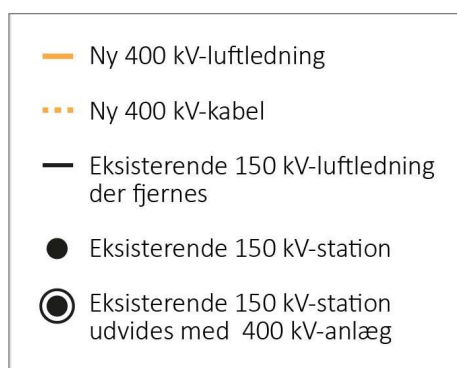 Ny 400 kV-luftledning
Ny 400 kV-kabel
Eksisterende 150 kV-luftledning
der fjernes
Eksisterende 150 kV-station
Eksisterende 150 kV-station
udvides med 400 kV-anlæg